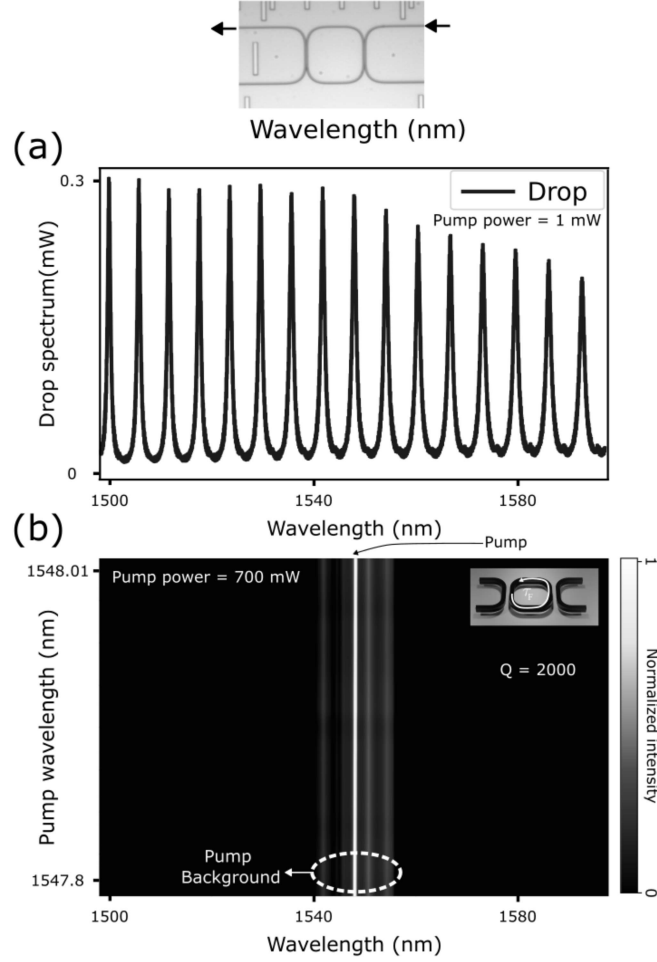 Wavelength (nm)
(a)
0.3
Drop
Pump power = 1 mW
Drop spectrum(mW)
0
1500
1540
1580
Wavelength (nm)
(b)
Pump
1548.01
Pump power = 700 mW
1
Q = 2000
Pump wavelength (nm)
Normalized intensity
Pump
Background
1547.8
0
1500
1540
1580
Wavelength (nm)